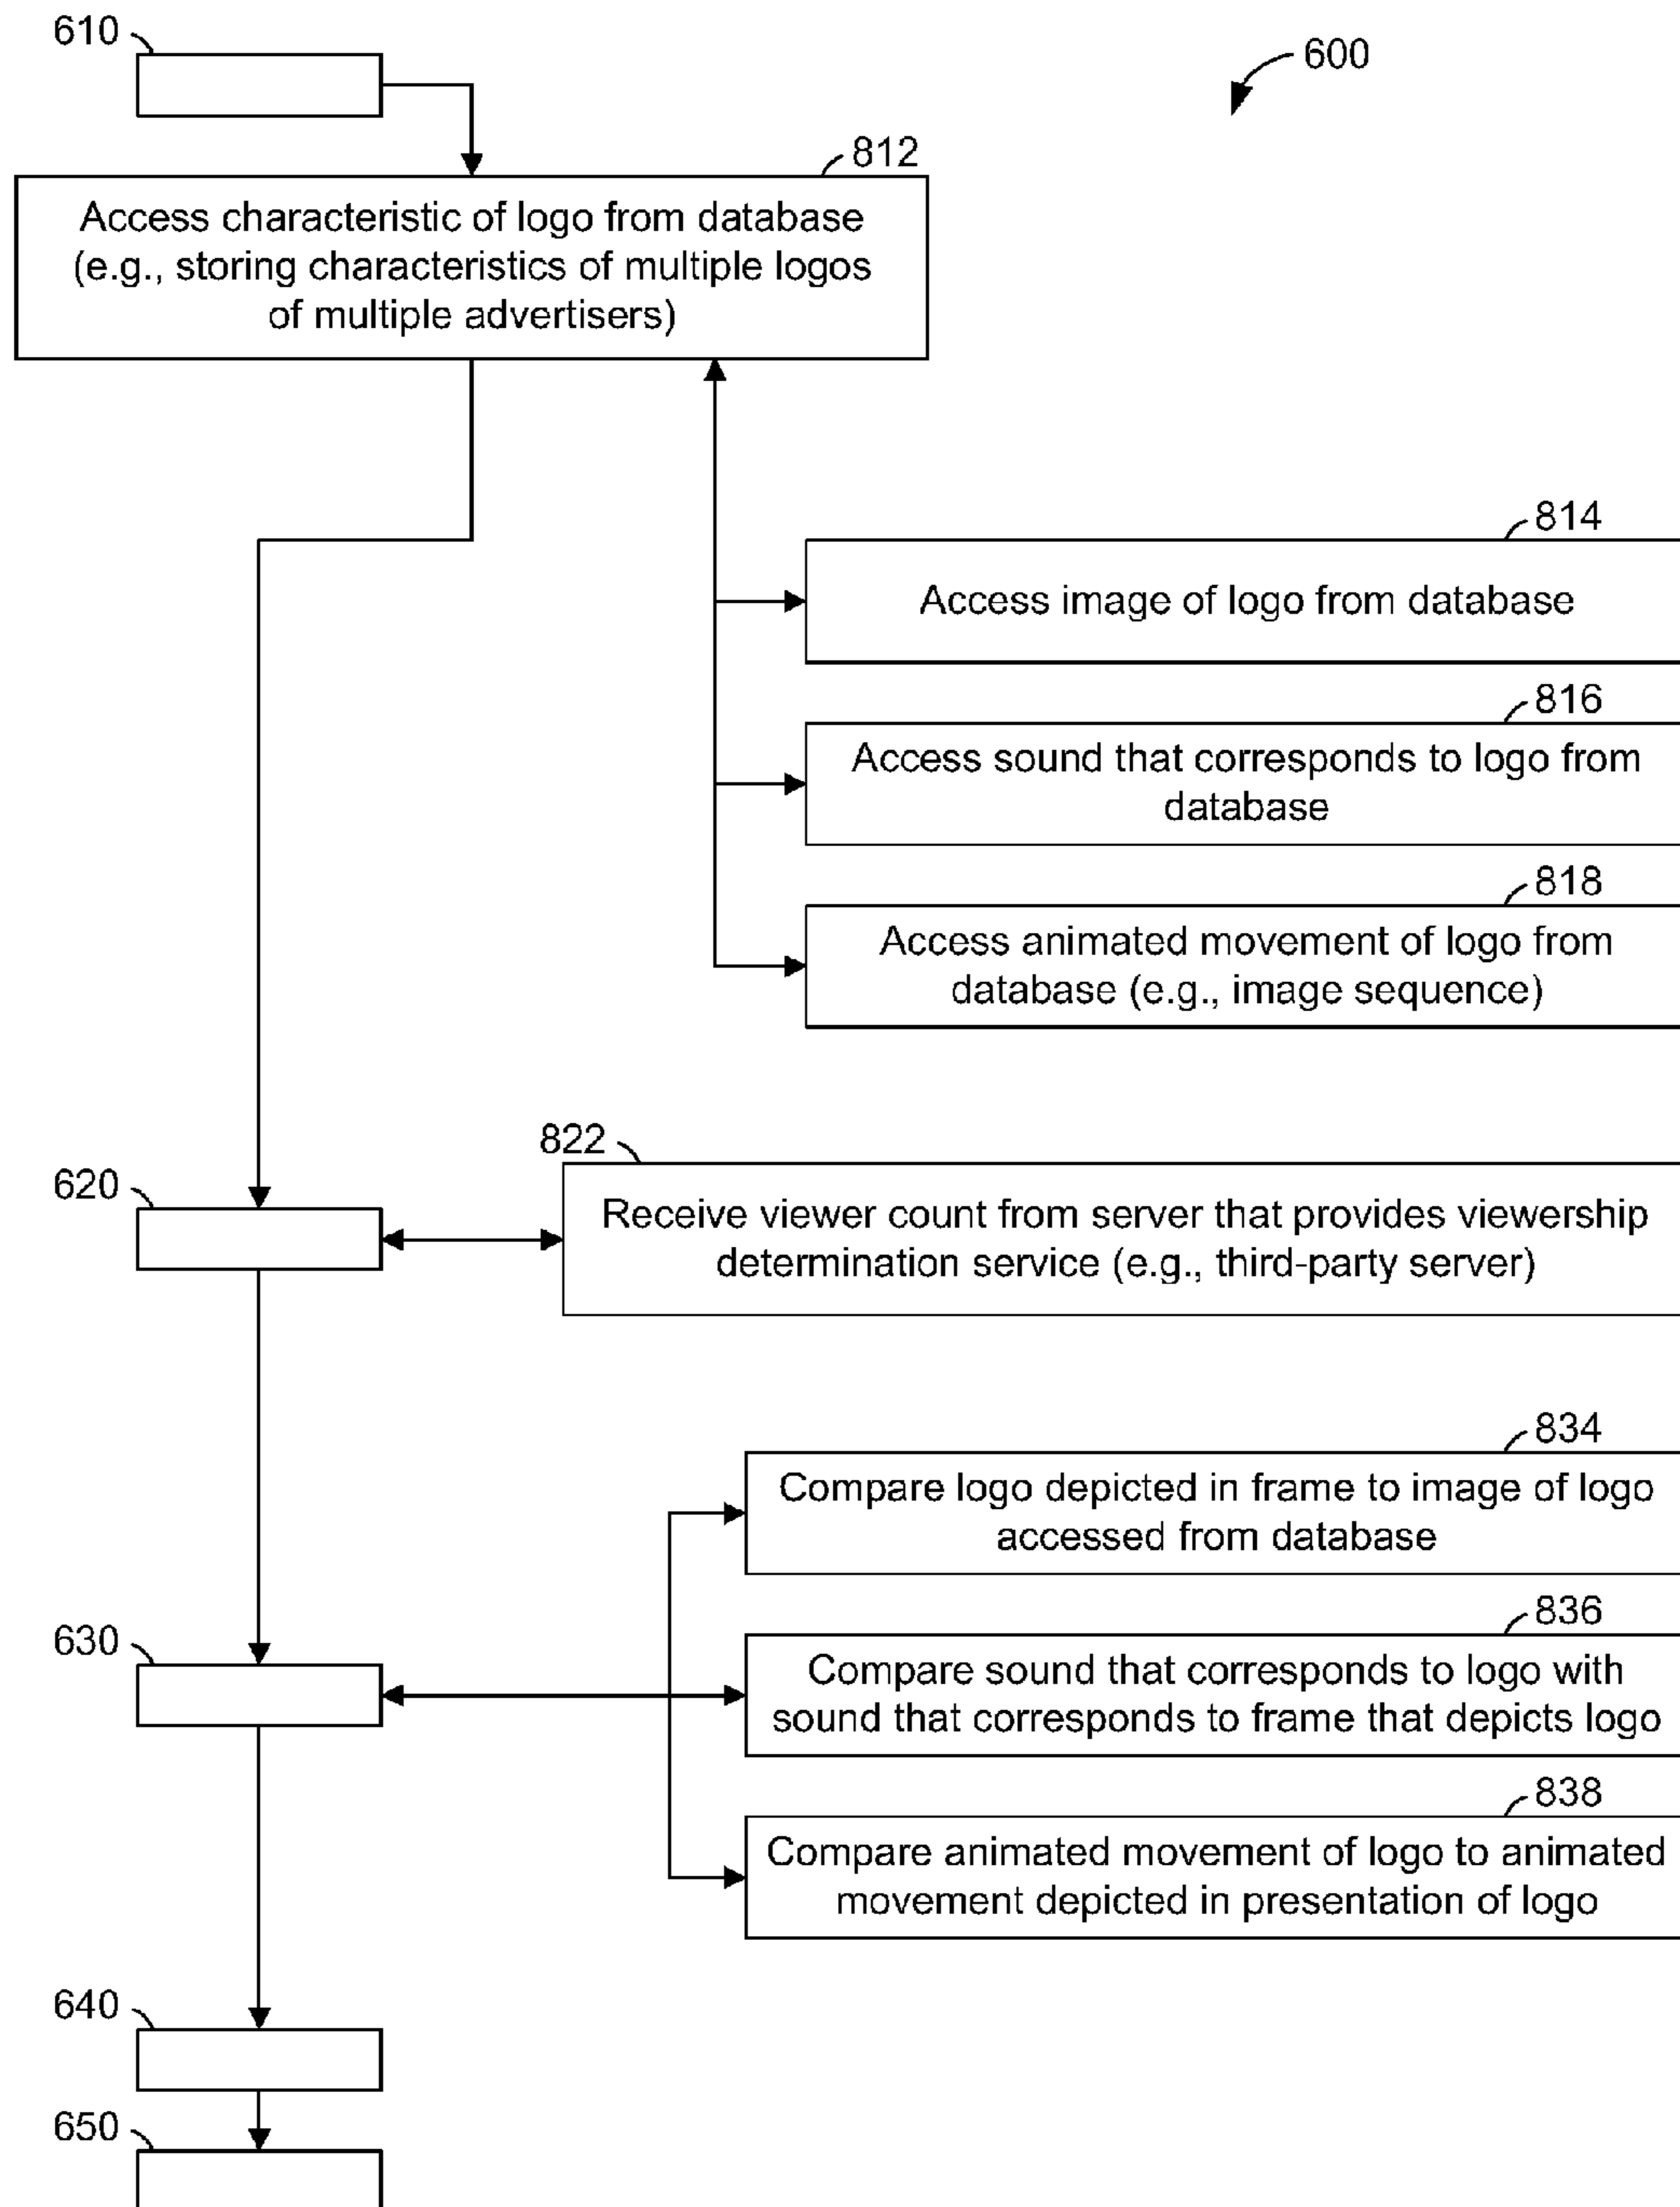 610
600
812
Access characteristic of logo from database
(e.g., storing characteristics of multiple logos
of multiple advertisers)
814
Access image of logo from database
816
Access sound that corresponds to logo from
database
818
Access animated movement of logo from
database (e.g., image sequence)
822
620
Receive viewer count from server that provides viewership
determination service (e.g., third-party server)
834
Compare logo depicted in frame to image of logo
accessed from database
836
630
Compare sound that corresponds to logo with
sound that corresponds to frame that depicts logo
838
Compare animated movement of logo to animated
movement depicted in presentation of logo
640
650